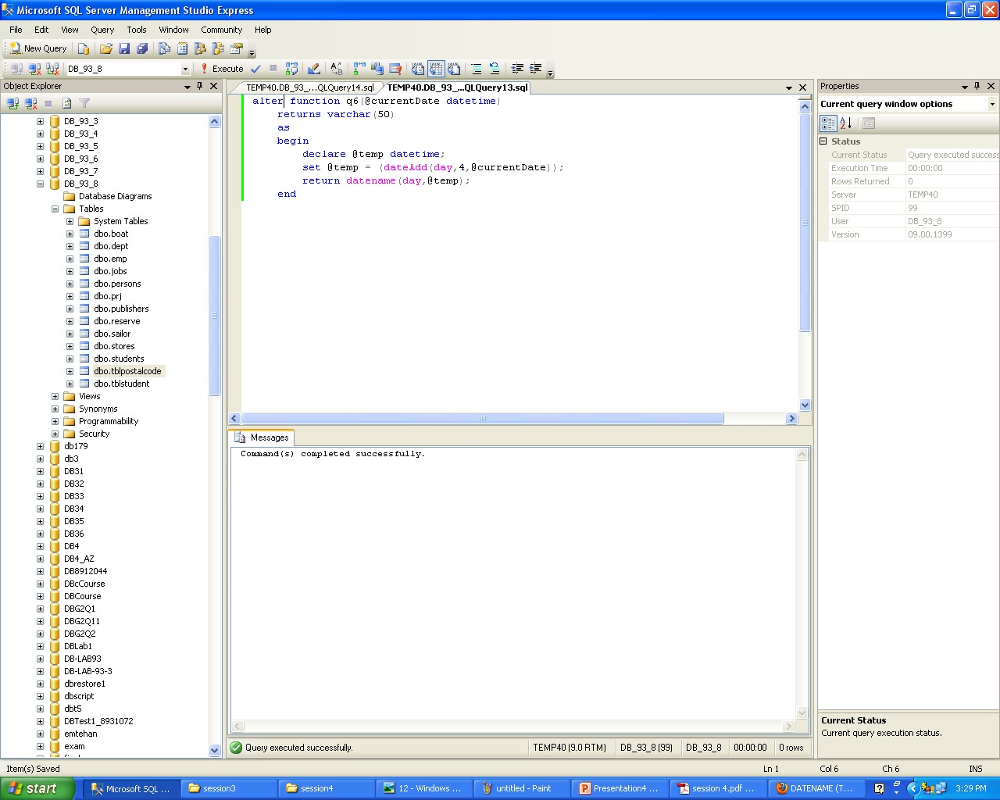 Microsoft SQL Server Management Studio Express
File Edit View Query Tools Window Community Help
New Query
DB_93_8 Execute
Object Explorer
DB_93_3
DB_93_4
DB_93_5
DB_93_6
DB_93_7
DB_93_8
Database Diagrams
Tables
System Tables
dbo.boat
dbo.dept
dbo.emp
dbo.jobs
dbo.persons
dbo.prj
dbo.publishers
dbo.reserve
dbo.sailor
dbo.stores
dbo.students
dbo.tblpostalcode
dbo.tblstudent
Views
Synonyms
Programmability
Security
db179
db3
DB31
DB32
DB33
DB34
DB35
DB36
DB4
DB4_AZ
DB8912044
DBcCourse
DBCourse
DBG2Q1
DBG2Q11
DBG2Q2
DBLab1
DB-LAB93
DB-LAB-93-3
dbrestore1
dbscript
dbt5
DBTest1_8931072
emtehan
exam
TEMP40.DB_93_...QLQuery14.sql TEMP40.DB_93_...QLQuery13.sql
alter function q6(@currentDate datetime)
returns varchar(50)
as
begin
declare @temp datetime;
set @temp = (dateAdd(day,4,@currentDate));
return datename(day,@temp);
end
Messages
Command(s) completed successfully.
Query executed successfully. TEMP40 (9.0 RTM) DB_93_8 (99) DB_93_8 00:00:00 0 rows
Properties
Current query window options
Status
Current Status Query executed success
Execution Time 00:00:00
Rows Returned 0
Server TEMP40
SPID 99
User DB_93_8
Version 09.00.1399
Current Status
Current query execution status.
Item(s) Saved Ln 1 Col 6 Ch 6 INS
start Microsoft SQL ... session3 session4 12 - Windows ... untitled - Paint Presentation4 ... session 4.pdf ... DATENAME (T... 3:29 PM